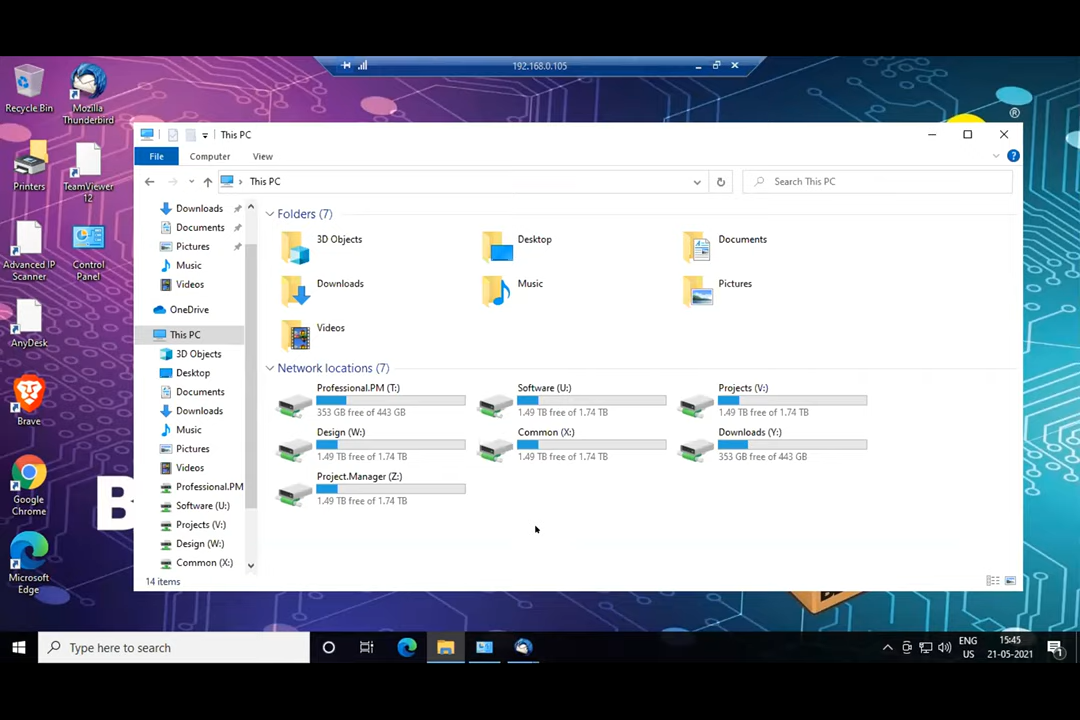 192.168.0.105
Recycle Bin
Mozilla
Thunderbird
Printers
TeamViewer
12
Advanced IP
Scanner
Control
Panel
AnyDesk
Brave
Google
Chrome
Microsoft
Edge
®
B
This PC
File
Computer
View
This PC
Search This PC
Downloads
Documents
Pictures
Music
Videos
OneDrive
This PC
3D Objects
Desktop
Documents
Downloads
Music
Pictures
Videos
Professional.PM
Software (U:)
Projects (V:)
Design (W:)
Common (X:)
Folders (7)
3D Objects
Desktop
Documents
Downloads
Music
Pictures
Videos
Network locations (7)
Professional.PM (T:)
353 GB free of 443 GB
Software (U:)
1.49 TB free of 1.74 TB
Projects (V:)
1.49 TB free of 1.74 TB
Design (W:)
1.49 TB free of 1.74 TB
Common (X:)
1.49 TB free of 1.74 TB
Downloads (Y:)
353 GB free of 443 GB
Project.Manager (Z:)
1.49 TB free of 1.74 TB
14 items
Type here to search
ENG
US
15:45
21-05-2021
1